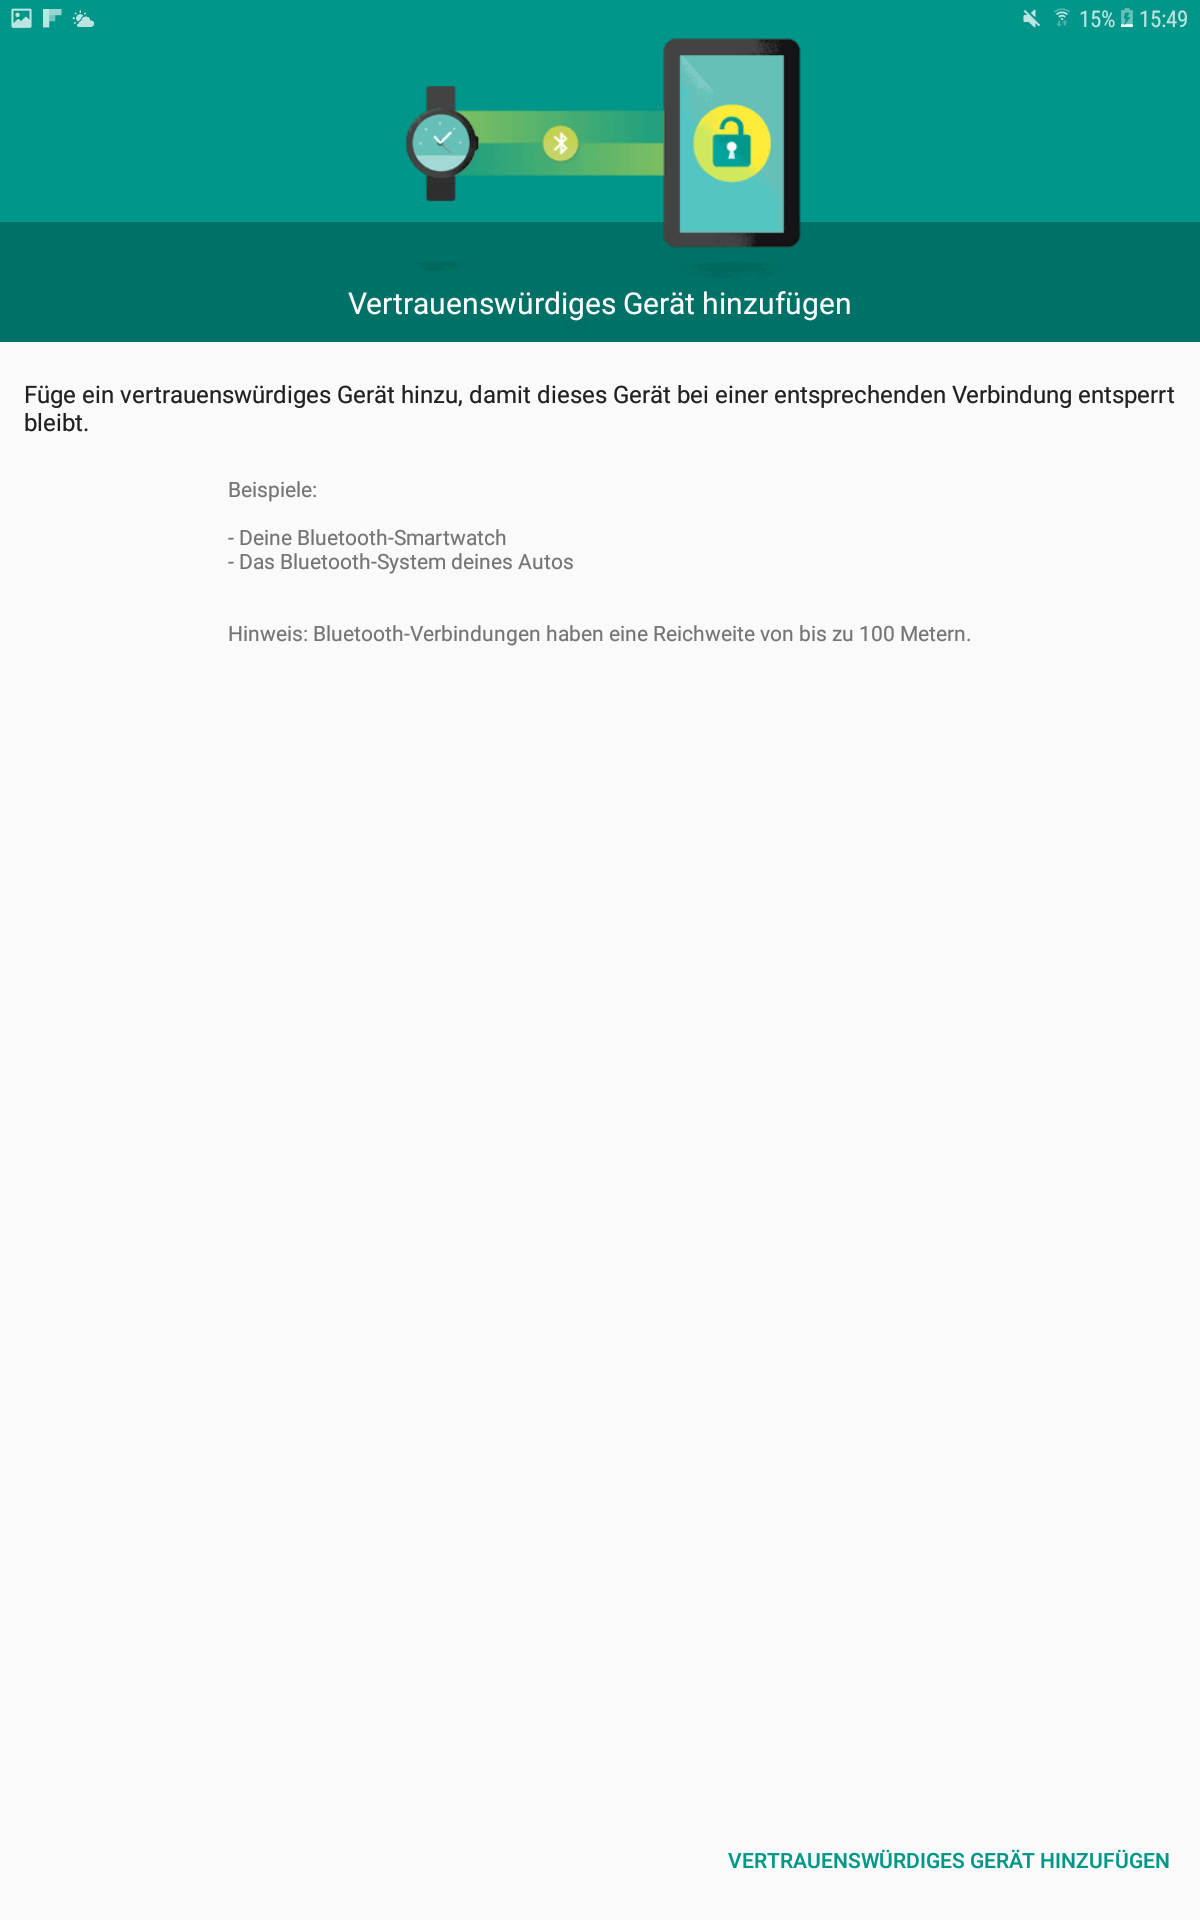 15% 15:49
Vertrauenswürdiges Gerät hinzufügen
Füge ein vertrauenswürdiges Gerät hinzu, damit dieses Gerät bei einer entsprechenden Verbindung entsperrt
bleibt.
Beispiele:
- Deine Bluetooth-Smartwatch
- Das Bluetooth-System deines Autos
Hinweis: Bluetooth-Verbindungen haben eine Reichweite von bis zu 100 Metern.
VERTRAUENSWÜRDIGES GERÄT HINZUFÜGEN